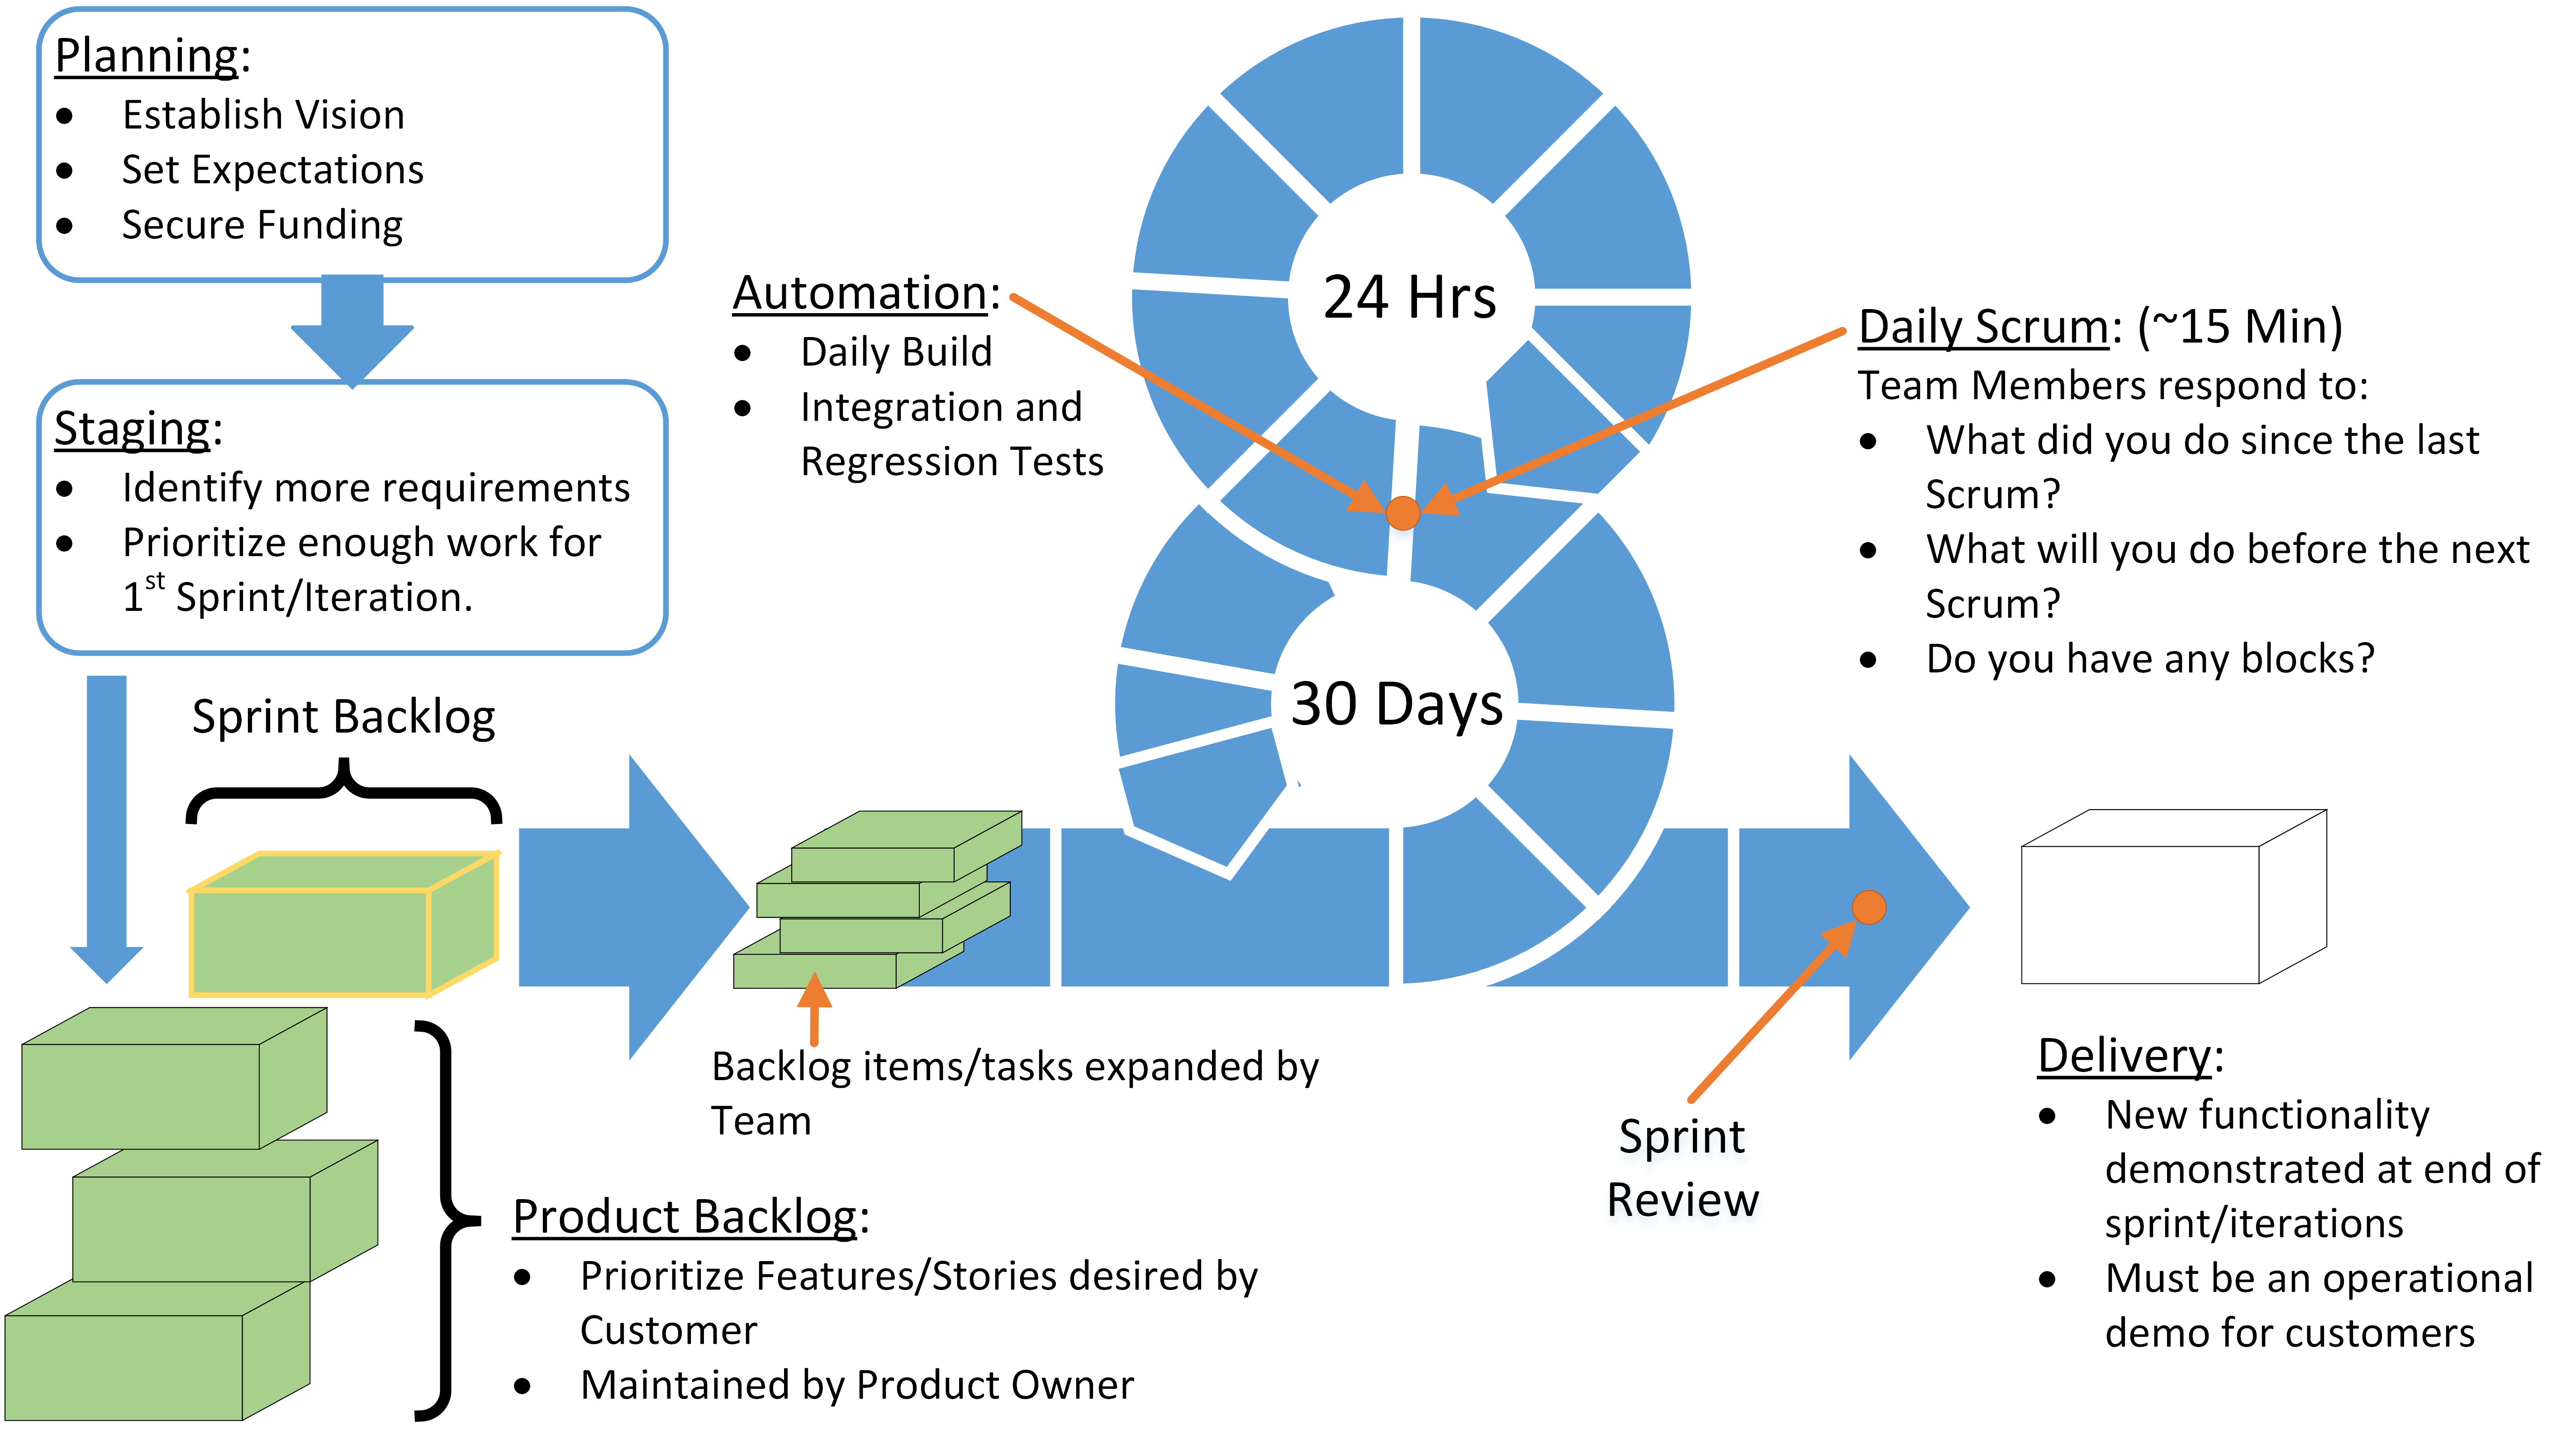 Planning:
• Establish Vision
• Set Expectations
• Secure Funding
Staging:
• Identify more requirements
• Prioritize enough work for
1st Sprint/Iteration.
Sprint Backlog
Automation:
• Daily Build
• Integration and
Regression Tests
24 Hrs
30 Days
Daily Scrum: (~15 Min)
Team Members respond to:
• What did you do since the last
Scrum?
• What will you do before the next
Scrum?
• Do you have any blocks?
Backlog items/tasks expanded by
Team
Product Backlog:
• Prioritize Features/Stories desired by
Customer
• Maintained by Product Owner
Sprint
Review
Delivery:
• New functionality
demonstrated at end of
sprint/iterations
• Must be an operational
demo for customers